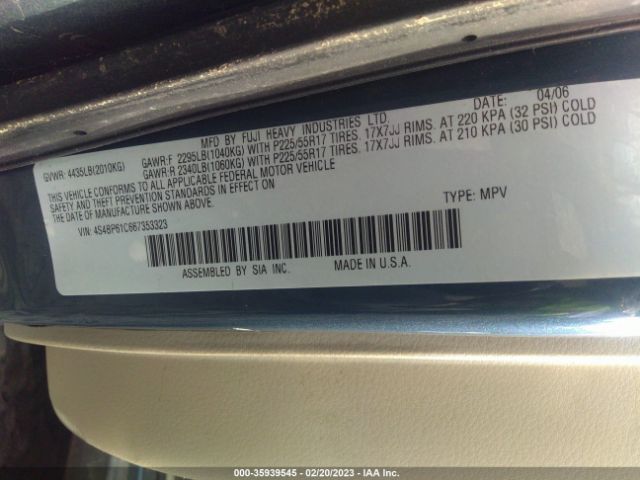 MFD BY FUJI HEAVY INDUSTRIES LTD. DATE: 04/06
GVWR: 4435LB(2010KG) GAWR:F 2295LB(1040KG) WITH P225/55R17 TIRES. 17X7JJ RIMS. AT 220 KPA (32 PSI) COLD
GAWR:R 2340LB(1060KG) WITH P225/55R17 TIRES. 17X7JJ RIMS. AT 210 KPA (30 PSI) COLD
THIS VEHICLE CONFORMS TO ALL APPLICABLE FEDERAL MOTOR VEHICLE
SAFETY AND THEFT PREVENTION STANDARDS IN EFFECT ON THE
DATE OF MANUFACTURE SHOWN ABOVE.
VIN: 4S4BP61C667353323 TYPE: MPV
ASSEMBLED BY SIA INC. MADE IN U.S.A.
000-35939545 — 02/20/2023 — IAA Inc.